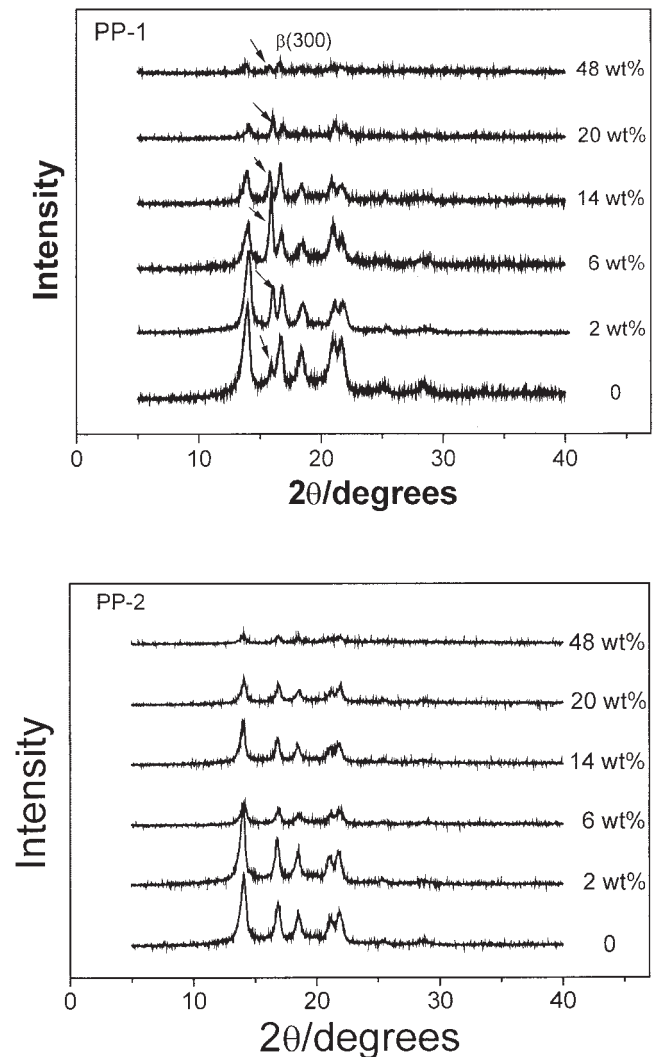 PP-1
β(300)
48 wt%
20 wt%
14 wt%
6 wt%
2 wt%
0
Intensity
0 10 20 30 40
2θ/degrees
PP-2
48 wt%
20 wt%
14 wt%
6 wt%
2 wt%
0
Intensity
0 10 20 30 40
2θ/degrees